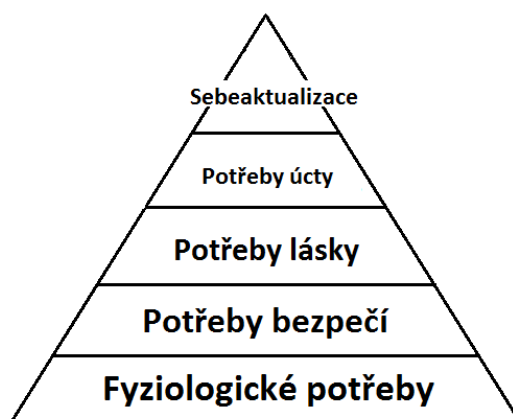 Sebeaktualizace
Potřeby úcty
Potřeby lásky
Potřeby bezpečí
Fyziologické potřeby